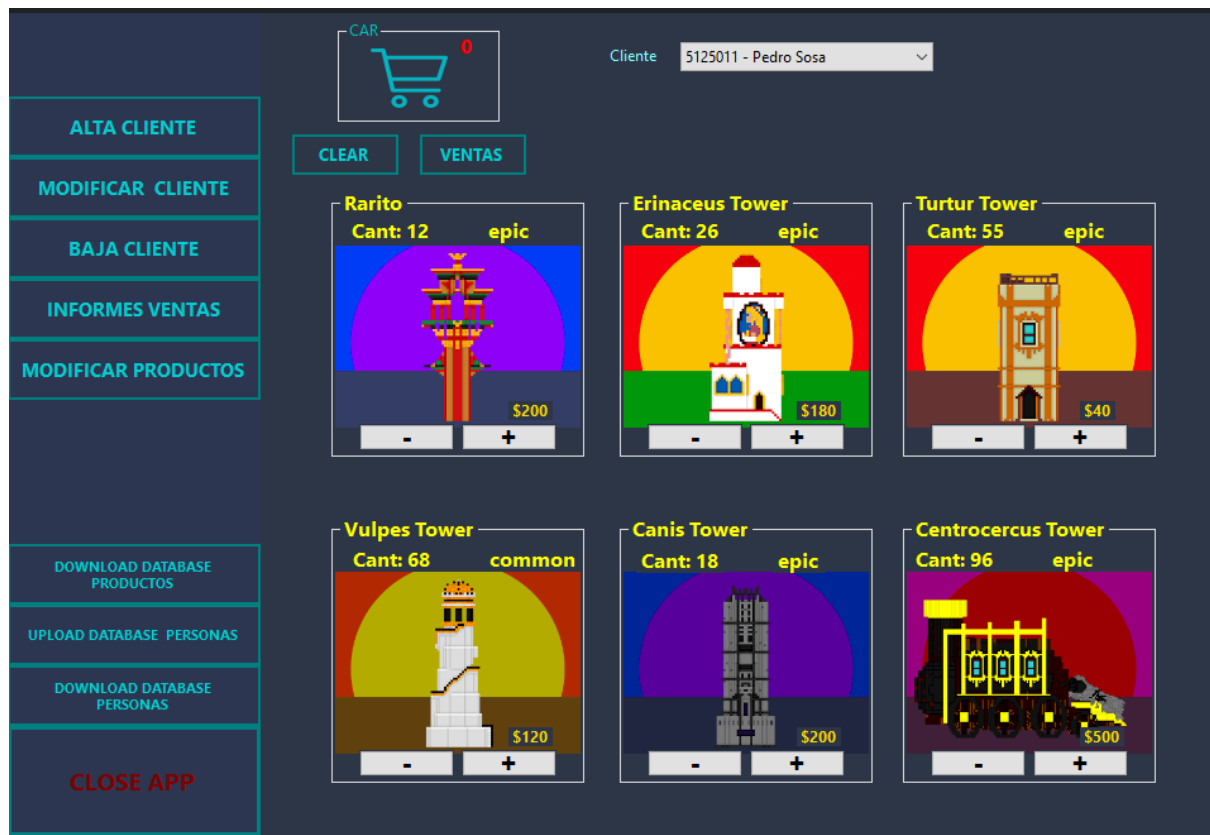 CAR
0
Cliente
5125011 - Pedro Sosa
ALTA CLIENTE
MODIFICAR CLIENTE
BAJA CLIENTE
INFORMES VENTAS
MODIFICAR PRODUCTOS
DOWNLOAD DATABASE
PRODUCTOS
UPLOAD DATABASE PERSONAS
DOWNLOAD DATABASE
PERSONAS
CLOSE APP
CLEAR
VENTAS
Rarito
Cant: 12 epic
$200
- +
Erinaceus Tower
Cant: 26 epic
$180
- +
Turtur Tower
Cant: 55 epic
$40
- +
Vulpes Tower
Cant: 68 common
$120
- +
Canis Tower
Cant: 18 epic
$200
- +
Centrocercus Tower
Cant: 96 epic
$500
- +